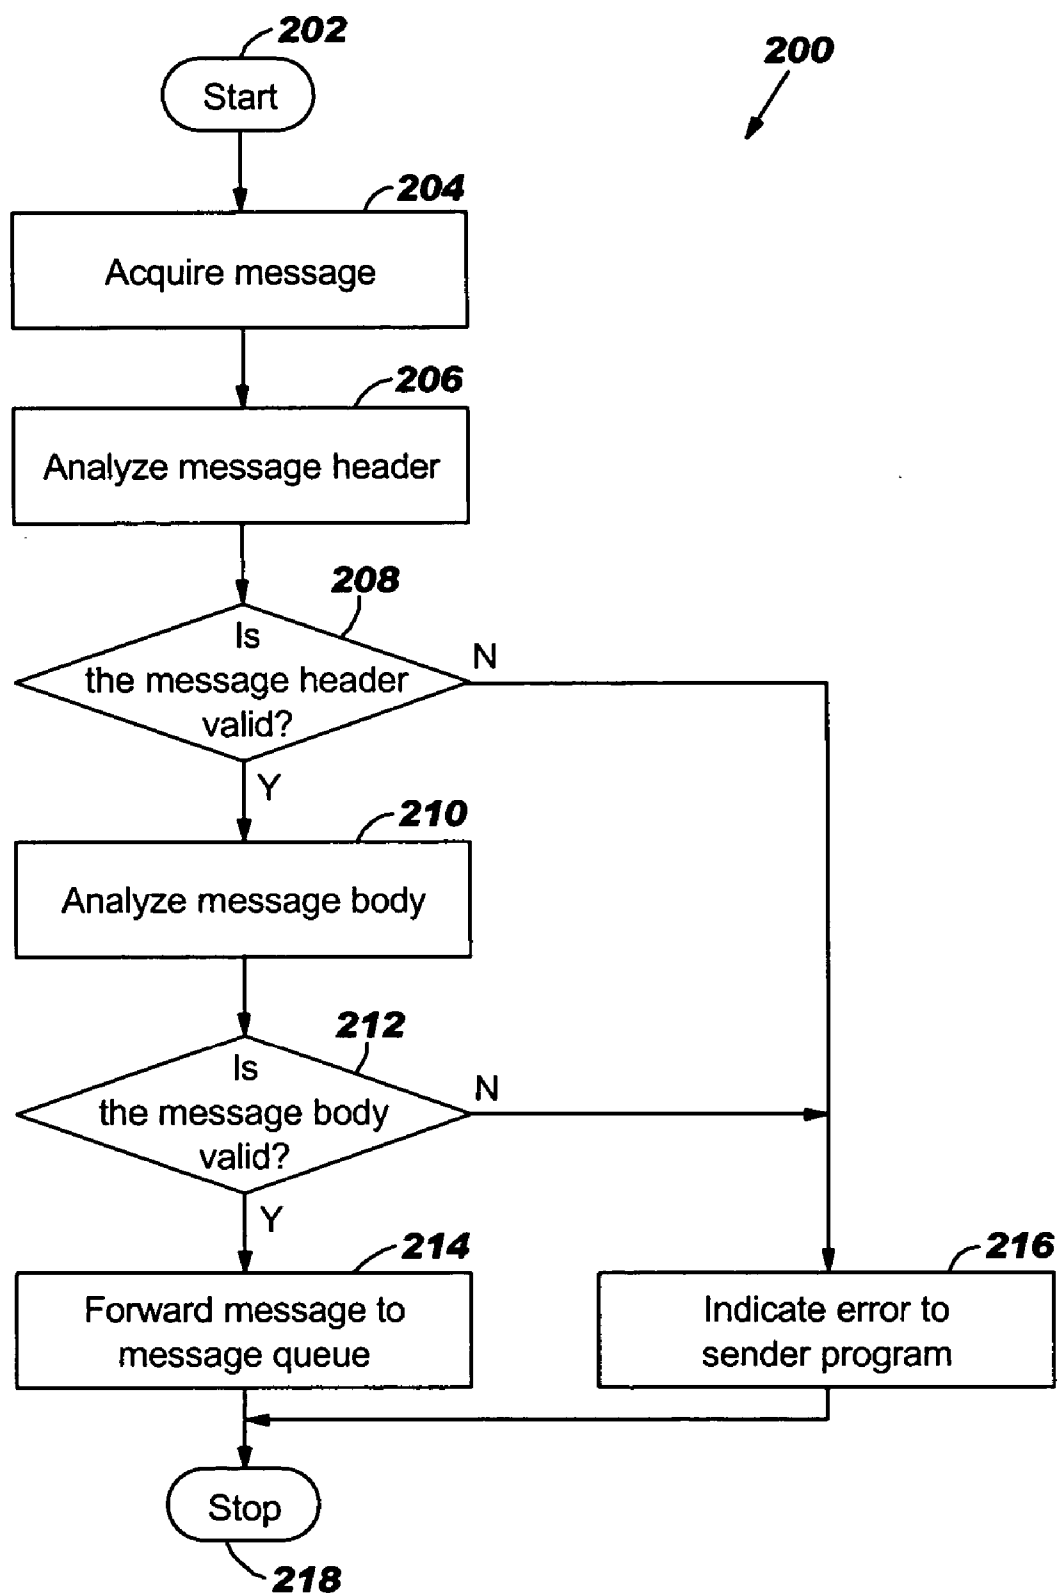 202
200
Start
204
Acquire message
206
Analyze message header
208
Is
the message header
valid?
N
Y
210
Analyze message body
212
Is
the message body
valid?
N
Y
214
Forward message to
message queue
216
Indicate error to
sender program
Stop
218